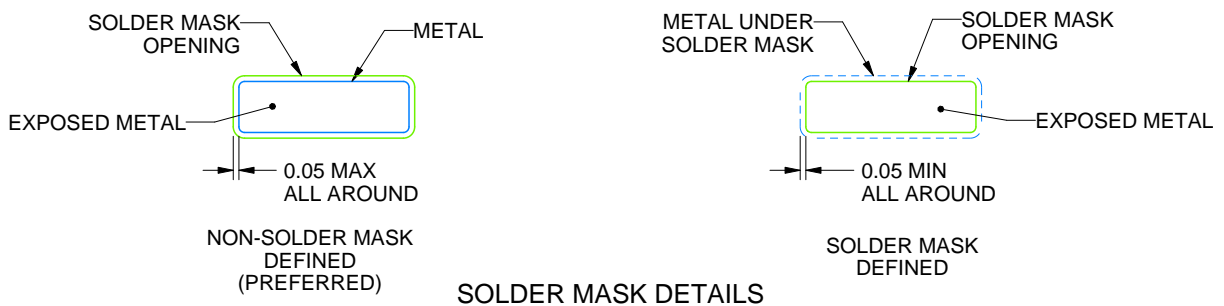 SOLDER MASK
OPENING
METAL
EXPOSED METAL
0.05 MAX
ALL AROUND
NON-SOLDER MASK
DEFINED
(PREFERRED)
METAL UNDER
SOLDER MASK
SOLDER MASK
OPENING
EXPOSED METAL
0.05 MIN
ALL AROUND
SOLDER MASK
DEFINED
SOLDER MASK DETAILS